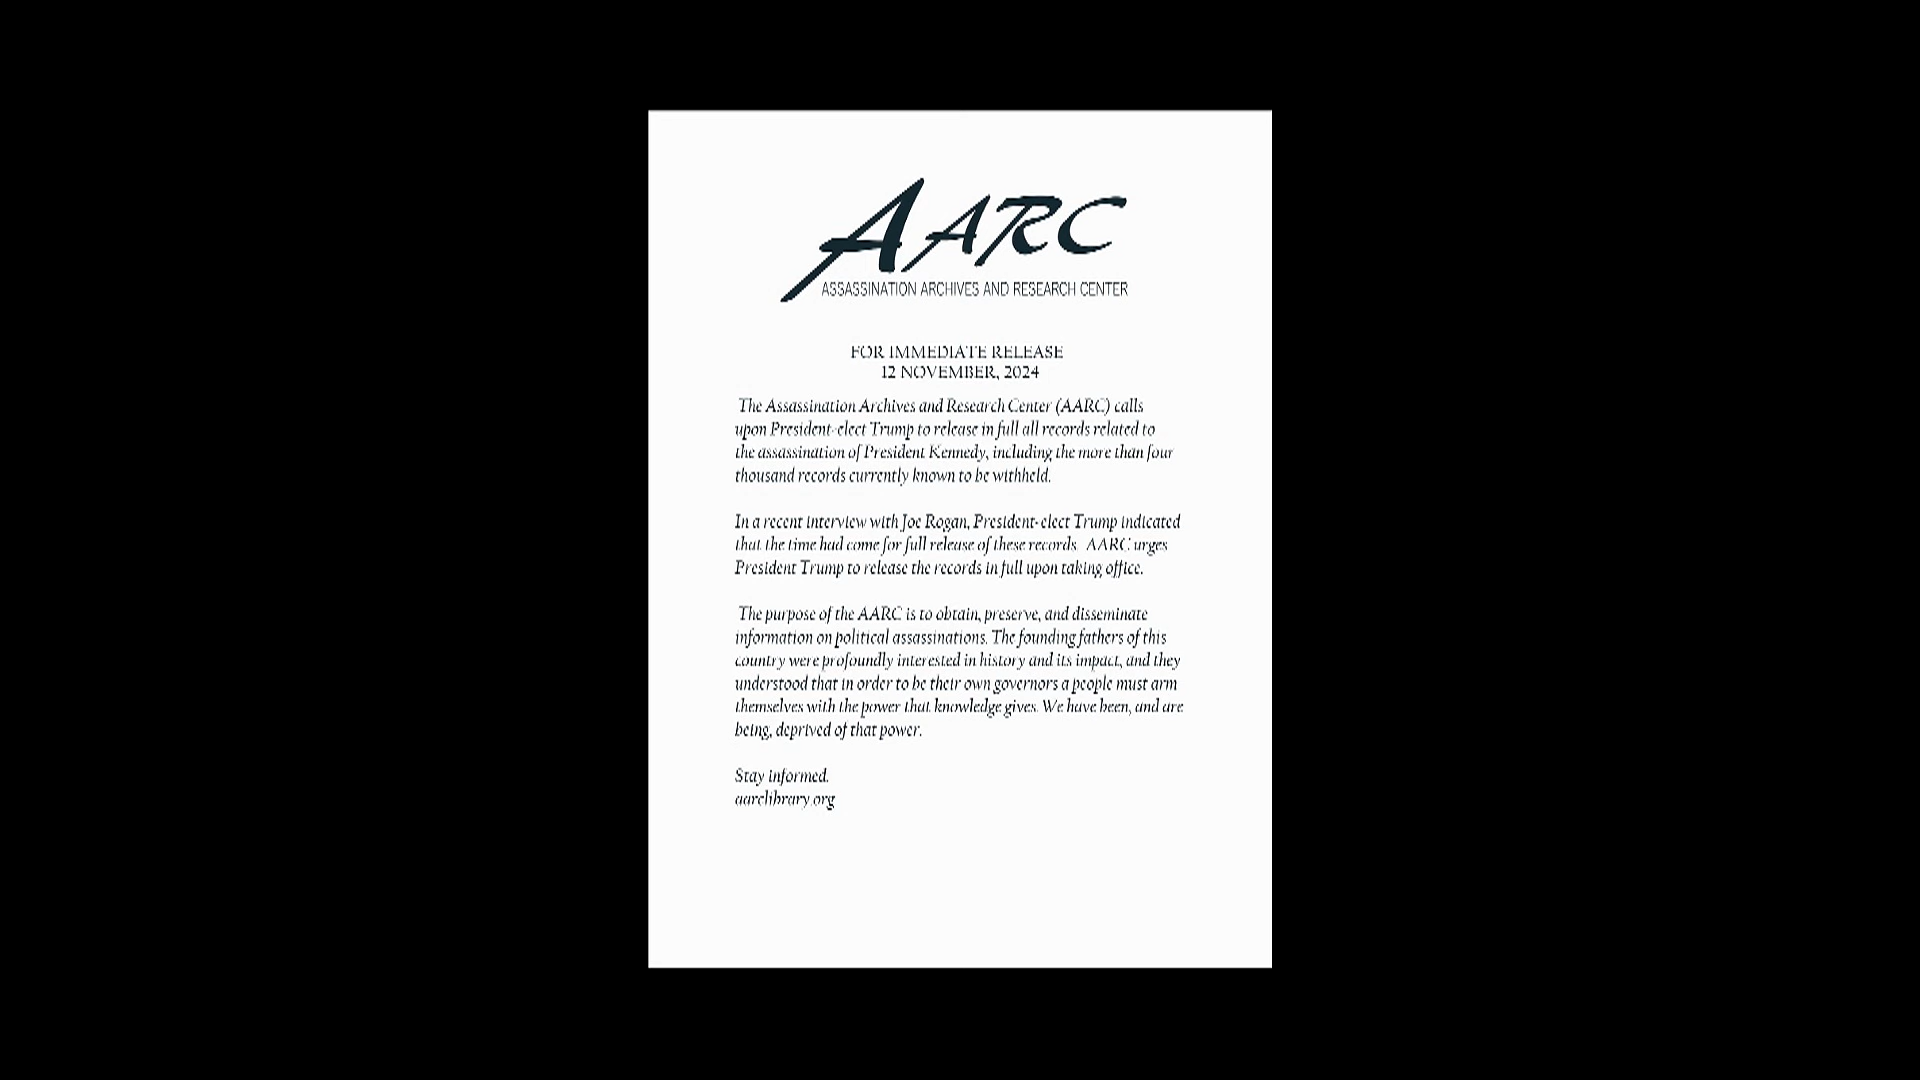 AARC
ASSASSINATION ARCHIVES AND RESEARCH CENTER
FOR IMMEDIATE RELEASE
12 NOVEMBER, 2024
The Assassination Archives and Research Center (AARC) calls
upon President-elect Trump to release in full all records related to
the assassination of President Kennedy, including the more than four
thousand records currently known to be withheld.
In a recent interview with Joe Rogan, President-elect Trump indicated
that the time had come for full release of these records. AARC urges
President Trump to release the records in full upon taking office.
The purpose of the AARC is to obtain, preserve, and disseminate
information on political assassinations. The founding fathers of this
country were profoundly interested in history and its impact, and they
understood that in order to be their own governors a people must arm
themselves with the power that knowledge gives. We have been, and are
being, deprived of that power.
Stay informed.
aarclibrary.org